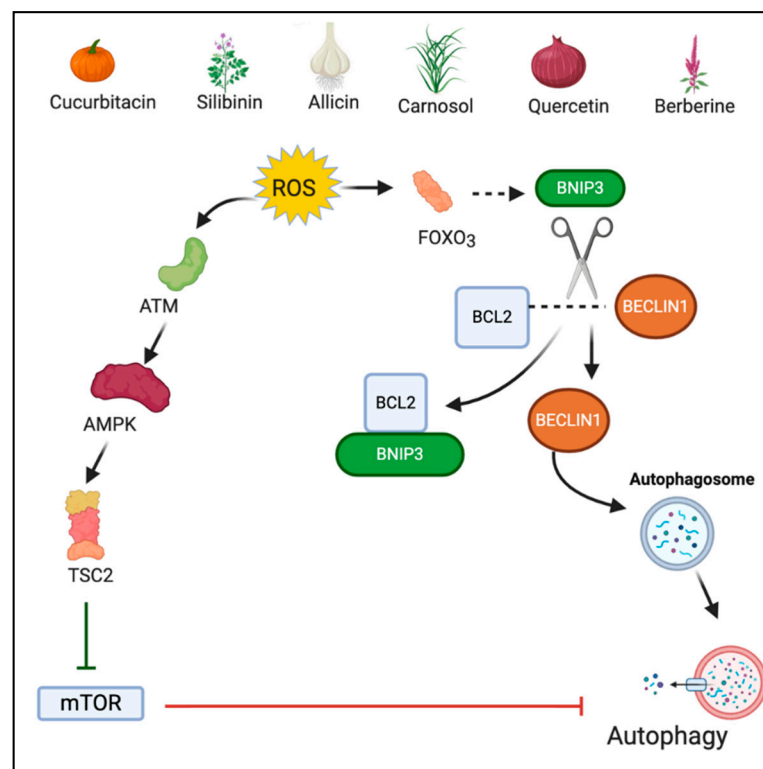 Cucurbitacin
Silibinin
Allicin
Carnosol
Quercetin
Berberine
ROS
FOXO3
BNIP3
ATM
BCL2
BECLIN1
AMPK
BCL2
BNIP3
BECLIN1
Autophagosome
TSC2
mTOR
Autophagy